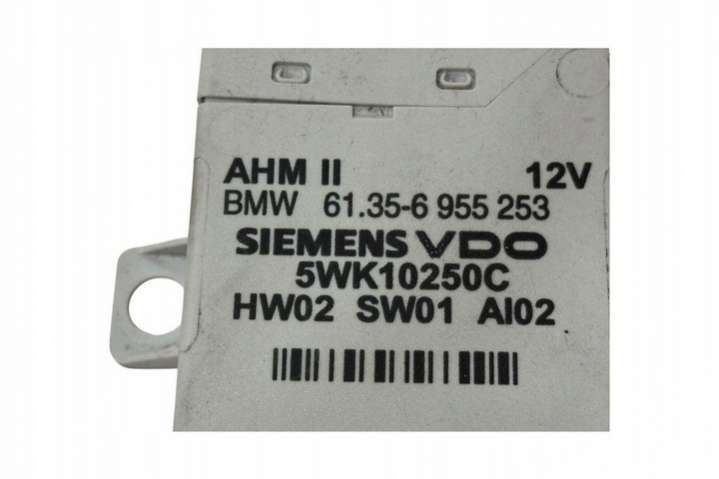 AHM II 12V
BMW 61.35-6 955 253
SIEMENS VDO
5WK10250C
HW02 SW01 AI02